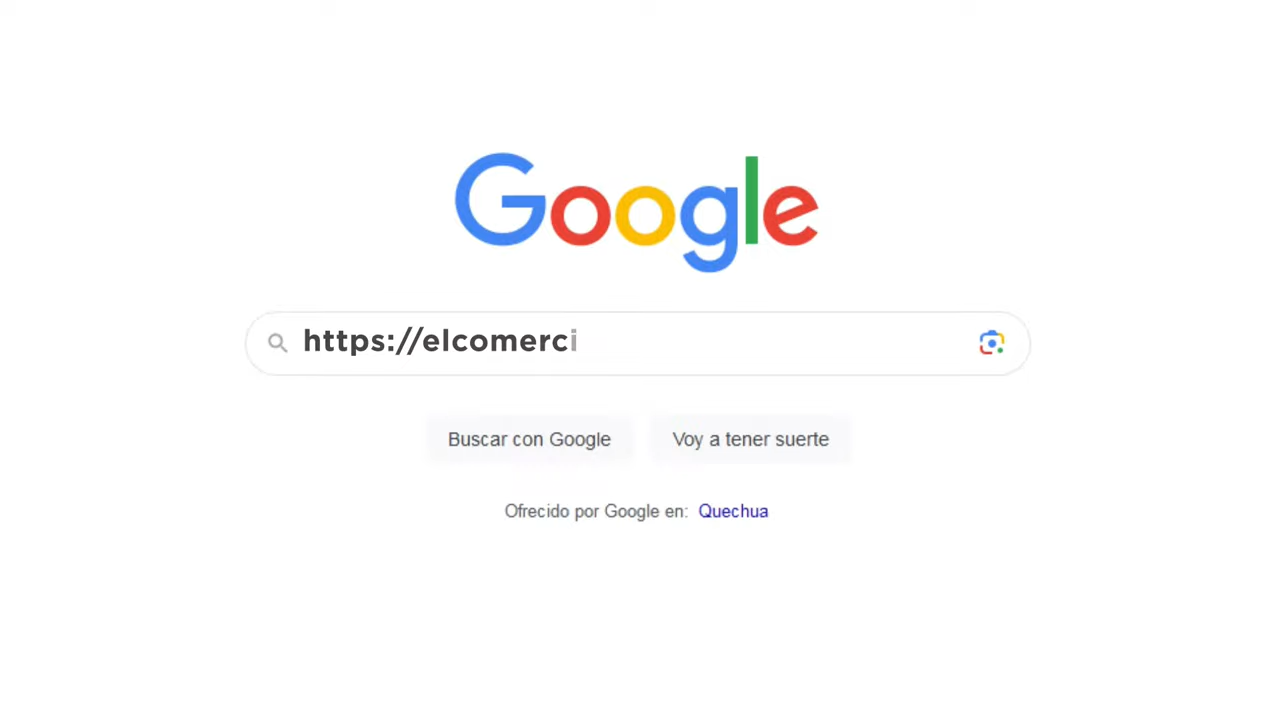 Google
https://elcomerci
Buscar con Google
Voy a tener suerte
Ofrecido por Google en: Quechua